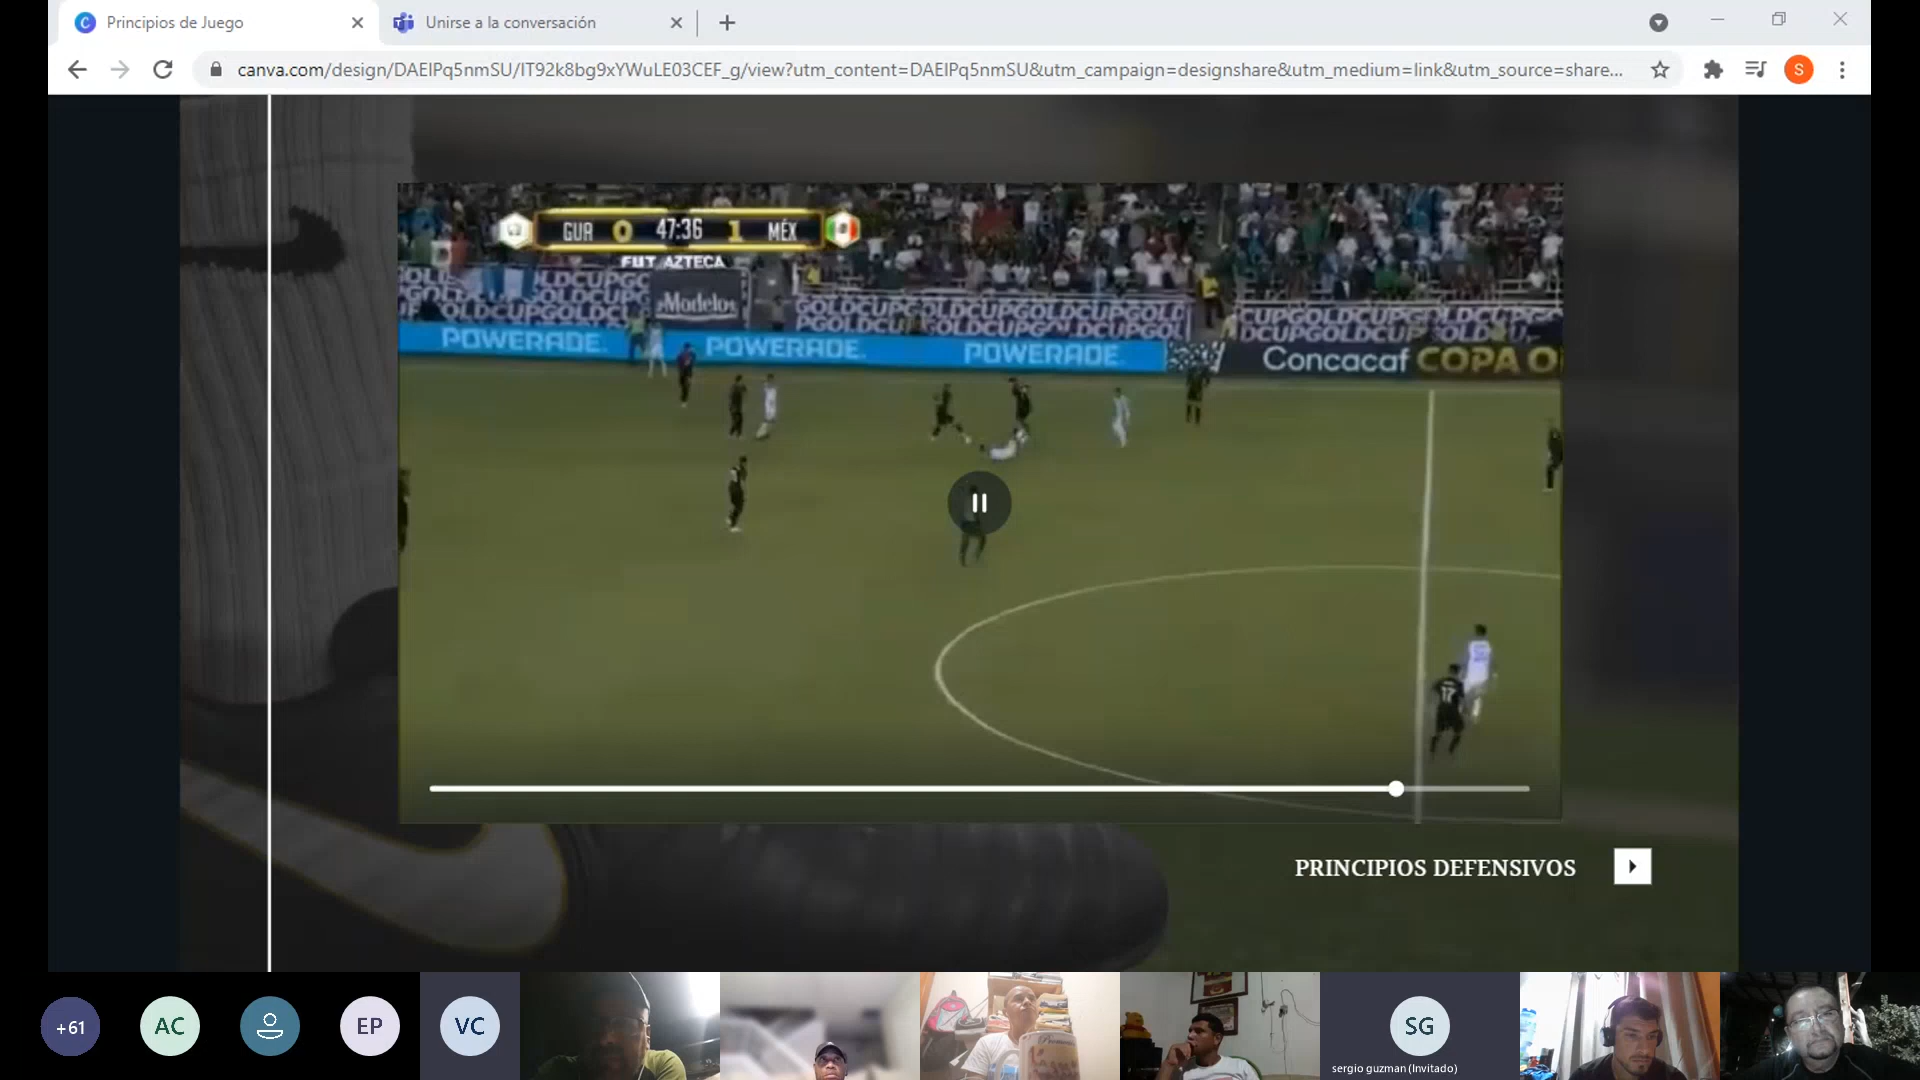 Principios de Juego
Unirse a la conversación
canva.com/design/DAEIPq5nmSU/IT92k8bg9xYWuLE03CEF_g/view?utm_content=DAEIPq5nmSU&utm_campaign=designshare&utm_medium=link&utm_source=share...
S
GUA 0 47:36 1 MÉX
FUT AZTECA
Modelo
GOLDCUPGOLDCUPGOLDCUPGOLD
POWERADE. POWERADE. POWERADE.
Concacaf COPA O
17
PRINCIPIOS DEFENSIVOS
+61 AC EP VC SG
sergio guzman (Invitado)